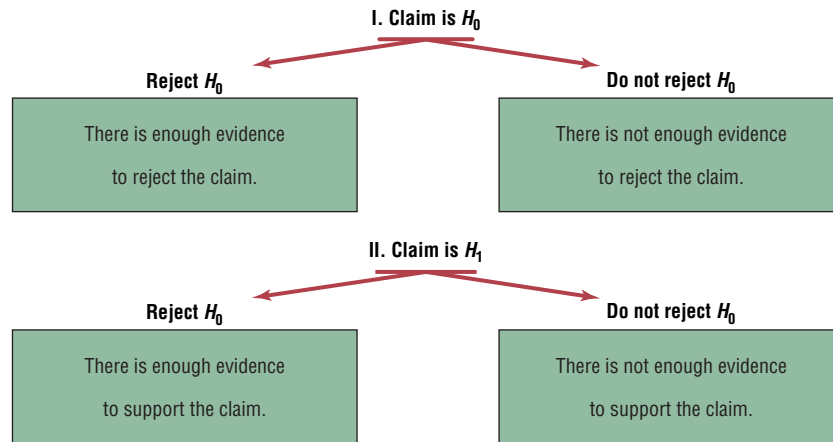 I. Claim is H0
Reject H0
Do not reject H0
There is enough evidence
to reject the claim.
There is not enough evidence
to reject the claim.
II. Claim is H1
Reject H0
Do not reject H0
There is enough evidence
to support the claim.
There is not enough evidence
to support the claim.